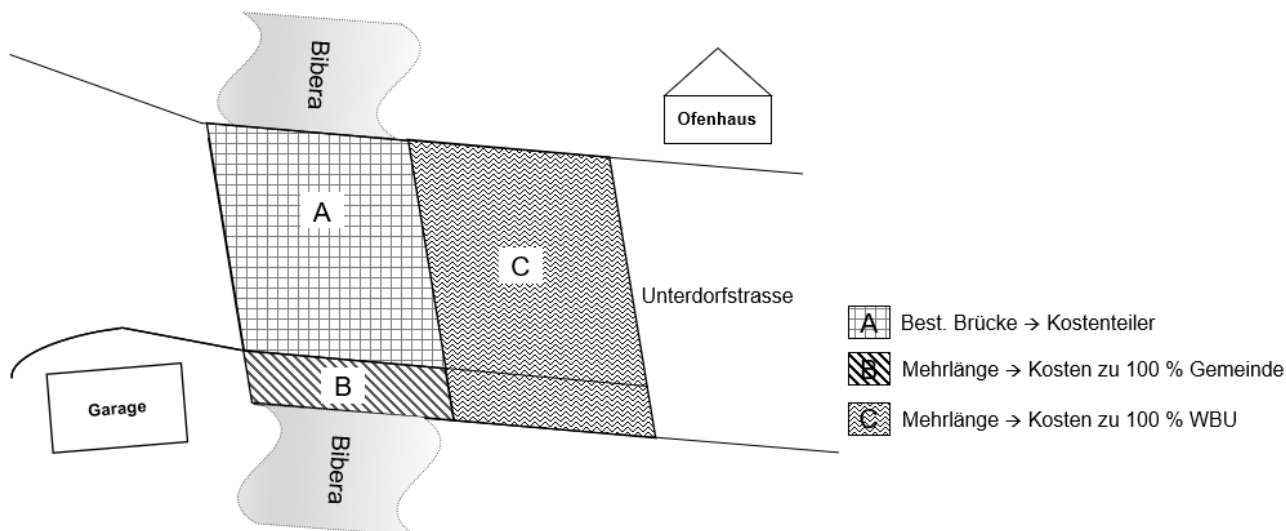 Bibera
Ofenhaus
A
C
Unterdorfstrasse
B
Garage
Bibera
A Best. Brücke → Kostenteiler
B Mehrlänge → Kosten zu 100 % Gemeinde
C Mehrlänge → Kosten zu 100 % WBU